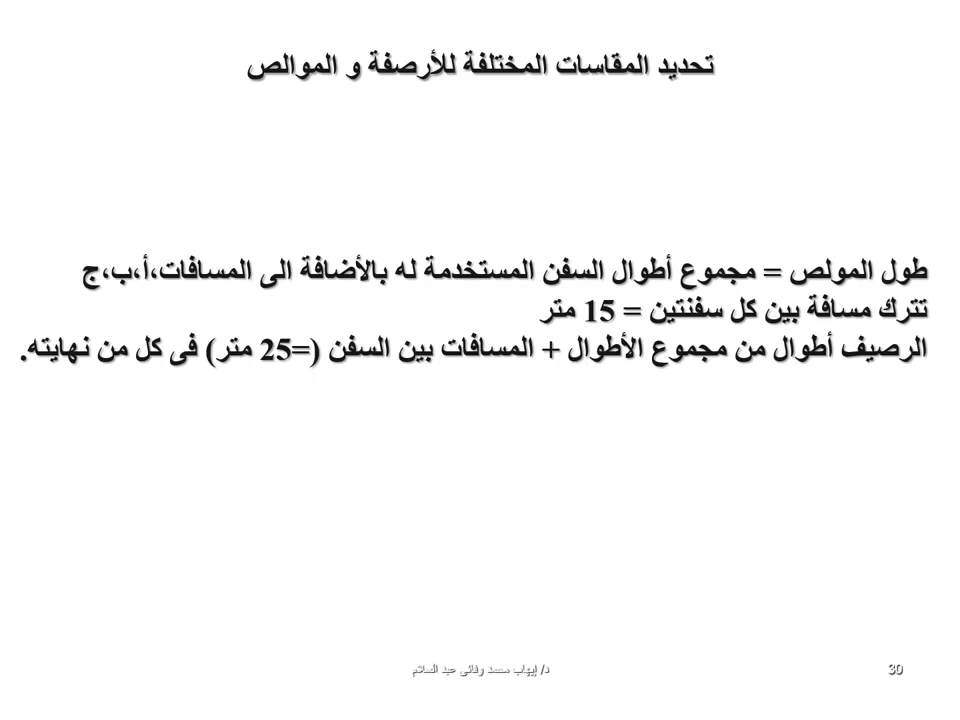 تحديد المقاسات المختلفة للأرصفة و الموالص
طول المولص = مجموع أطوال السفن المستخدمة له بالأضافة الى المسافات،أ،ب،ج
تترك مسافة بين كل سفنتين = 15 متر
الرصيف أطوال من مجموع الأطوال + المسافات بين السفن (=25 متر) فى كل من نهايته.
د/ إيهاب محمد وفائى عبد السلام
30